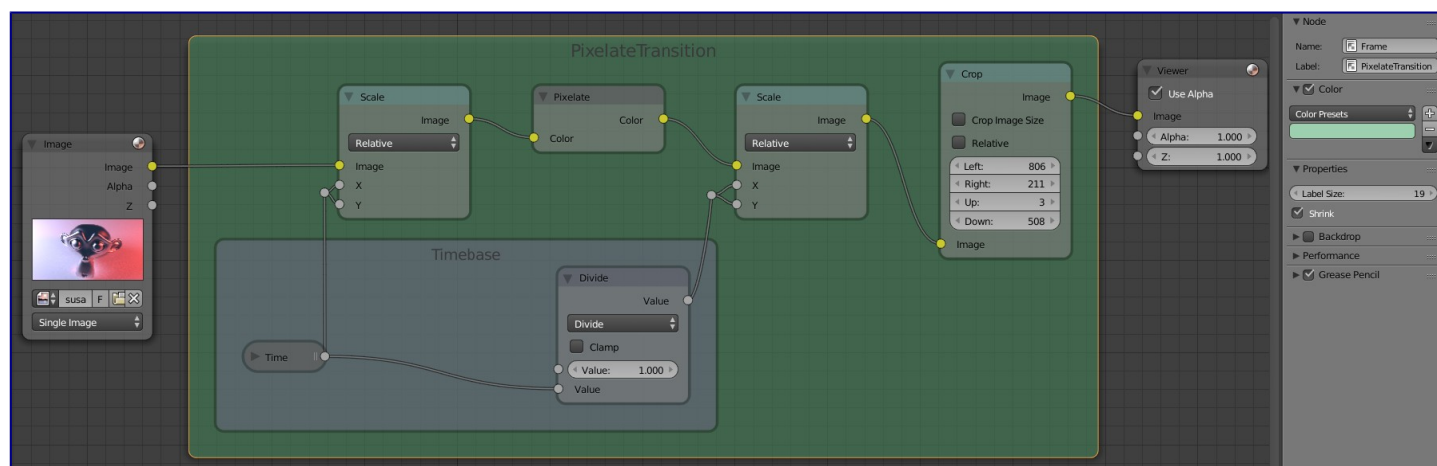 PixelateTransition
Image
Image
Alpha
Z
susa F
Single Image
Scale
Image
Relative
Image
X
Y
Pixelate
Color
Color
Scale
Image
Relative
Image
X
Y
Timebase
Time
Divide
Value
Divide
Clamp
Value: 1.000
Value
Crop
Image
Crop Image Size
Relative
Left: 806
Right: 211
Up: 3
Down: 508
Image
Viewer
Use Alpha
Image
Alpha: 1.000
Z: 1.000
Node
Name: Frame
Label: PixelateTransition
Color
Color Presets
Properties
Label Size: 19
Shrink
Backdrop
Performance
Grease Pencil